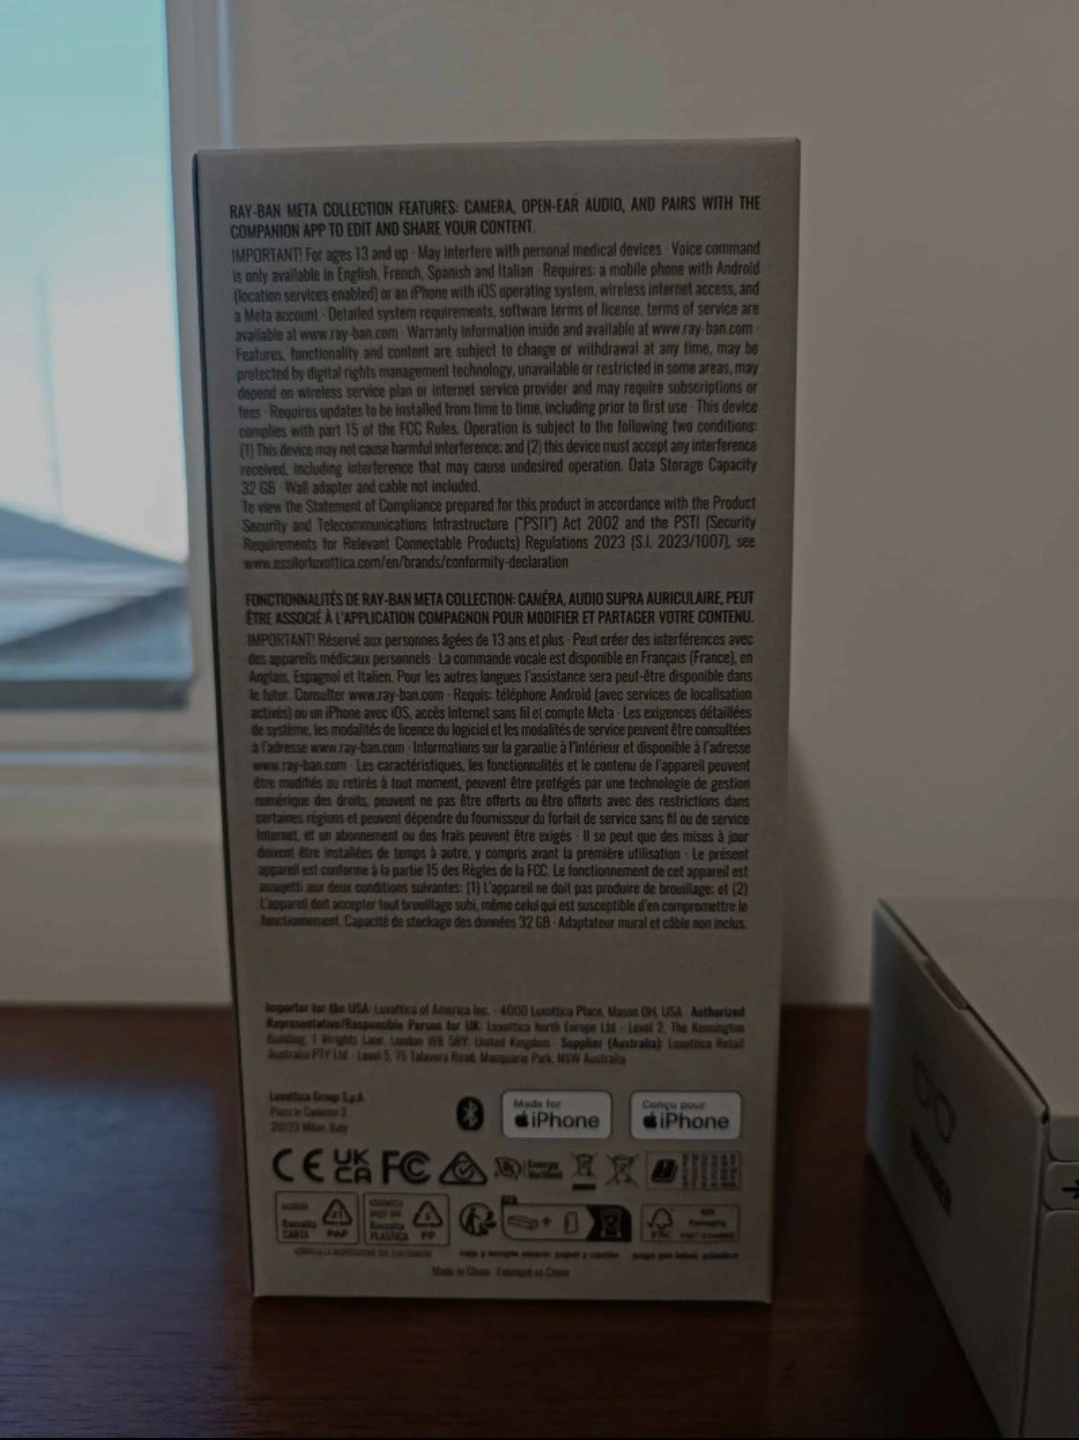 RAY-BAN META COLLECTION FEATURES: CAMERA, OPEN-EAR AUDIO, AND PAIRS WITH THE
COMPANION APP TO EDIT AND SHARE YOUR CONTENT.
IMPORTANT! For ages 13 and up · May interfere with personal medical devices · Voice command
is only available in English, French, Spanish and Italian · Requires: a mobile phone with Android
(location services enabled) or an iPhone with iOS operating system, wireless internet access, and
a Meta account · Detailed system requirements, software terms of license, terms of service are
available at www.ray-ban.com · Warranty information inside and available at www.ray-ban.com ·
Features, functionality and content are subject to change or withdrawal at any time, may be
protected by digital rights management technology, unavailable or restricted in some areas, may
depend on wireless service plan or internet service provider and may require subscriptions or
fees · Requires updates to be installed from time to time, including prior to first use · This device
complies with part 15 of the FCC Rules. Operation is subject to the following two conditions:
(1) This device may not cause harmful interference; and (2) this device must accept any interference
received, including interference that may cause undesired operation. Data Storage Capacity
32 GB · Wall adapter and cable not included.
To view the Statement of Compliance prepared for this product in accordance with the Product
Security and Telecommunications Infrastructure ("PSTI") Act 2002 and the PSTI (Security
Requirements for Relevant Connectable Products) Regulations 2023 (S.I. 2023/1007), see
www.essilorluxottica.com/en/brands/conformity-declaration
FONCTIONNALITÉS DE RAY-BAN META COLLECTION: CAMÉRA, AUDIO SUPRA AURICULAIRE, PEUT
ÊTRE ASSOCIÉ À L'APPLICATION COMPAGNON POUR MODIFIER ET PARTAGER VOTRE CONTENU.
IMPORTANT! Réservé aux personnes âgées de 13 ans et plus · Peut créer des interférences avec
des appareils médicaux personnels · La commande vocale est disponible en Français (France), en
Anglais, Espagnol et Italien. Pour les autres langues l'assistance sera peut-être disponible dans
le futur. Consulter www.ray-ban.com · Requis: téléphone Android (avec services de localisation
activés) ou un iPhone avec iOS, accès Internet sans fil et compte Meta · Les exigences détaillées
de système, les modalités de licence du logiciel et les modalités de service peuvent être consultées
à l'adresse www.ray-ban.com · Informations sur la garantie à l'intérieur et disponible à l'adresse
www.ray-ban.com · Les caractéristiques, les fonctionnalités et le contenu de l'appareil peuvent
être modifiés ou retirés à tout moment, peuvent être protégés par une technologie de gestion
numérique des droits, peuvent ne pas être offerts ou être offerts avec des restrictions dans
certaines régions et peuvent dépendre du fournisseur du forfait de service sans fil ou de service
Internet, et un abonnement ou des frais peuvent être exigés · Il se peut que des mises à jour
doivent être installées de temps à autre, y compris avant la première utilisation · Le présent
appareil est conforme à la partie 15 des Règles de la FCC. Le fonctionnement de cet appareil est
assujetti aux deux conditions suivantes: (1) L'appareil ne doit pas produire de brouillage; et (2)
L'appareil doit accepter tout brouillage subi, même celui qui est susceptible d'en compromettre le
fonctionnement. Capacité de stockage des données 32 GB · Adaptateur mural et câble non inclus.
Importer for the USA: Luxottica of America Inc. - 4000 Luxottica Place, Mason OH, USA · Authorized
Representative/Responsible Person for UK: Luxottica North Europe Ltd - Level 2, The Kensington
Building, 1 Wrights Lane, London W8 5RY, United Kingdom · Supplier (Australia): Luxottica Retail
Australia PTY Ltd - Level 5, 75 Talavera Road, Macquarie Park, NSW Australia
Luxottica Group S.p.A.
Piazzale Cadorna 3
20123 Milan, Italy
Made for
iPhone
Conçu pour
iPhone
CE UKCA FC
Energy
Verified
21
PAP
Raccolta
CARTA
5
PP
Raccolta
PLASTICA
FSC
Made in China · Fabriqué en Chine